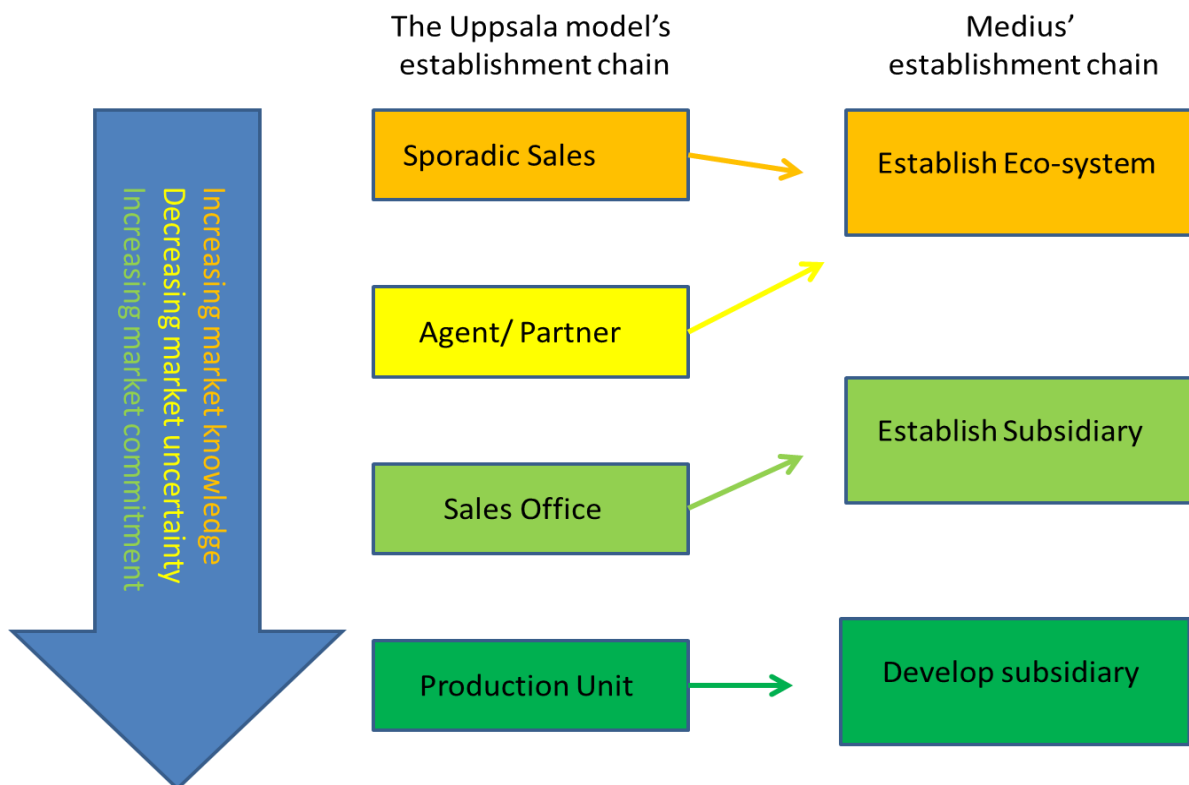 The Uppsala model's
establishment chain
Medius'
establishment chain
Increasing market knowledge
Decreasing market uncertainty
Increasing market commitment
Sporadic Sales
Agent/ Partner
Sales Office
Production Unit
Establish Eco-system
Establish Subsidiary
Develop subsidiary